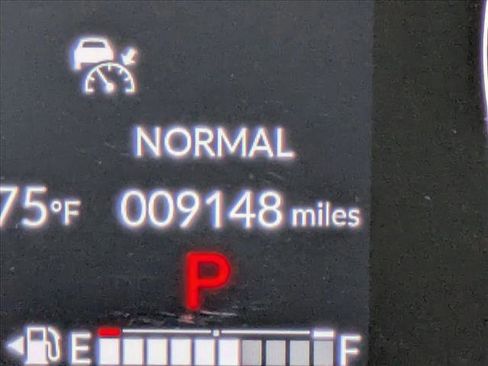 NORMAL
75°F 009148 miles
P
E F